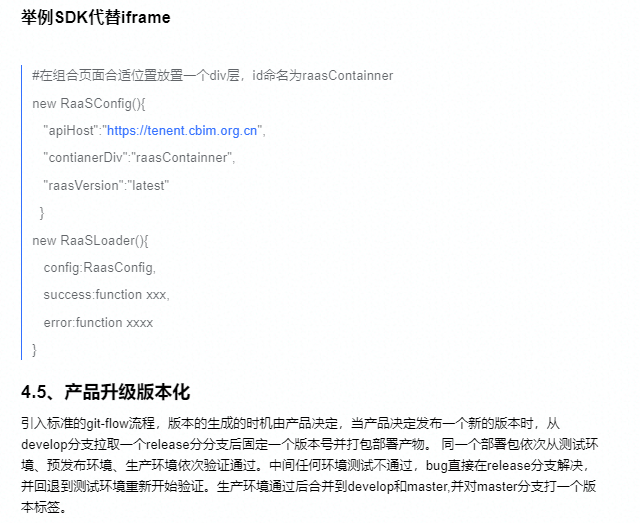 举例SDK代替iframe
#在组合页面合适位置放置一个div层，id命名为raasContainner
new RaaSConfig(){
"apiHost":"https://tenent.cbim.org.cn",
"contianerDiv":"raasContainner",
"raasVersion":"latest"
}
new RaaSLoader(){
config:RaasConfig,
success:function xxx,
error:function xxxx
}
4.5、产品升级版本化
引入标准的git-flow流程，版本的生成的时机由产品决定，当产品决定发布一个新的版本时，从
develop分支拉取一个release分分支后固定一个版本号并打包部署产物。 同一个部署包依次从测试环
境、预发布环境、生产环境依次验证通过。中间任何环境测试不通过，bug直接在release分支解决，
并回退到测试环境重新开始验证。生产环境通过后合并到develop和master,并对master分支打一个版
本标签。